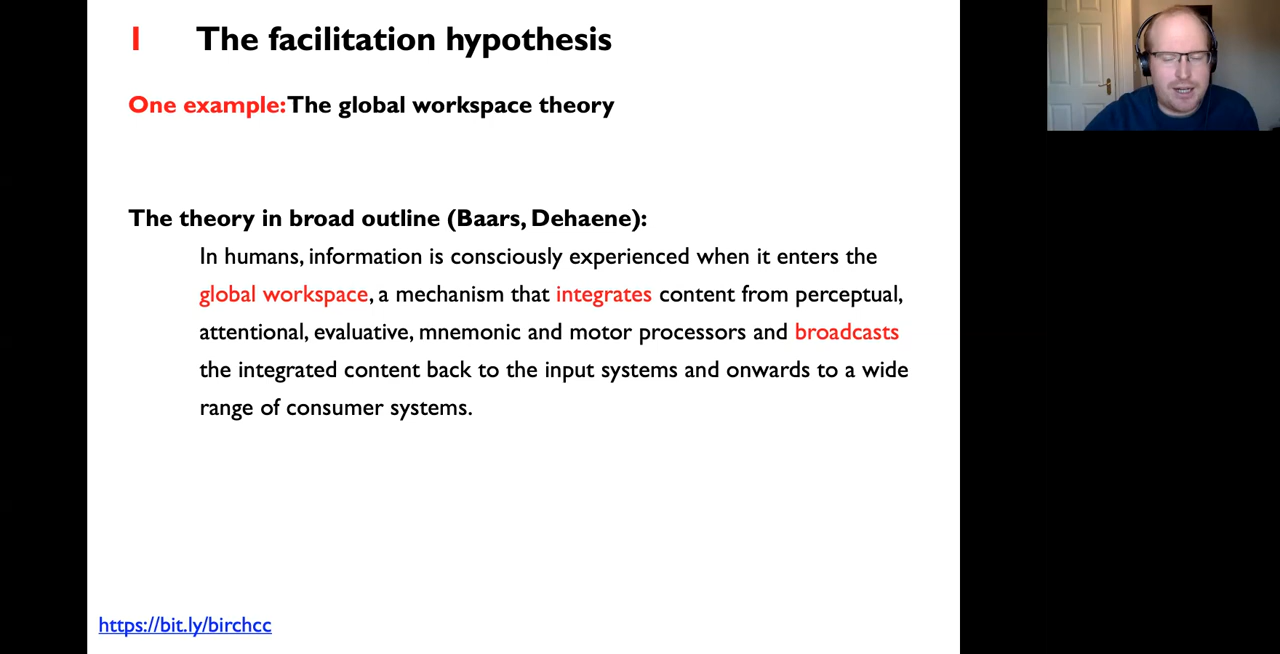 1 The facilitation hypothesis
One example: The global workspace theory
The theory in broad outline (Baars, Dehaene):
In humans, information is consciously experienced when it enters the
global workspace, a mechanism that integrates content from perceptual,
attentional, evaluative, mnemonic and motor processors and broadcasts
the integrated content back to the input systems and onwards to a wide
range of consumer systems.
https://bit.ly/birchcc